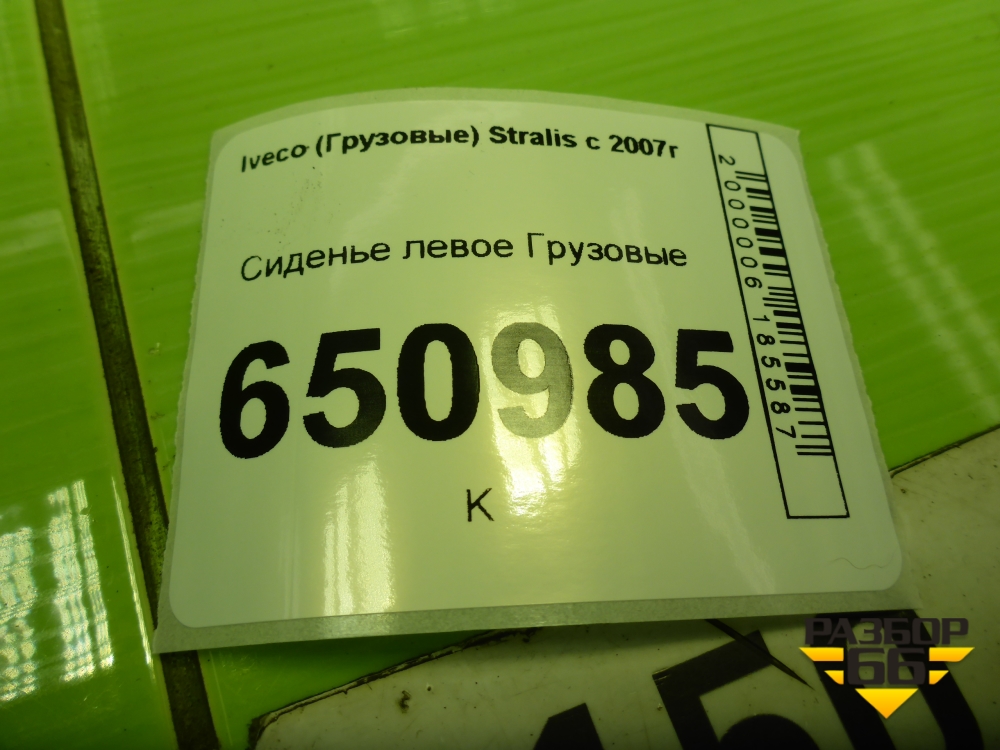 Iveco (Грузовые) Stralis с 2007г
Сиденье левое Грузовые
650985
К
2000006185587
РАЗБОР
66